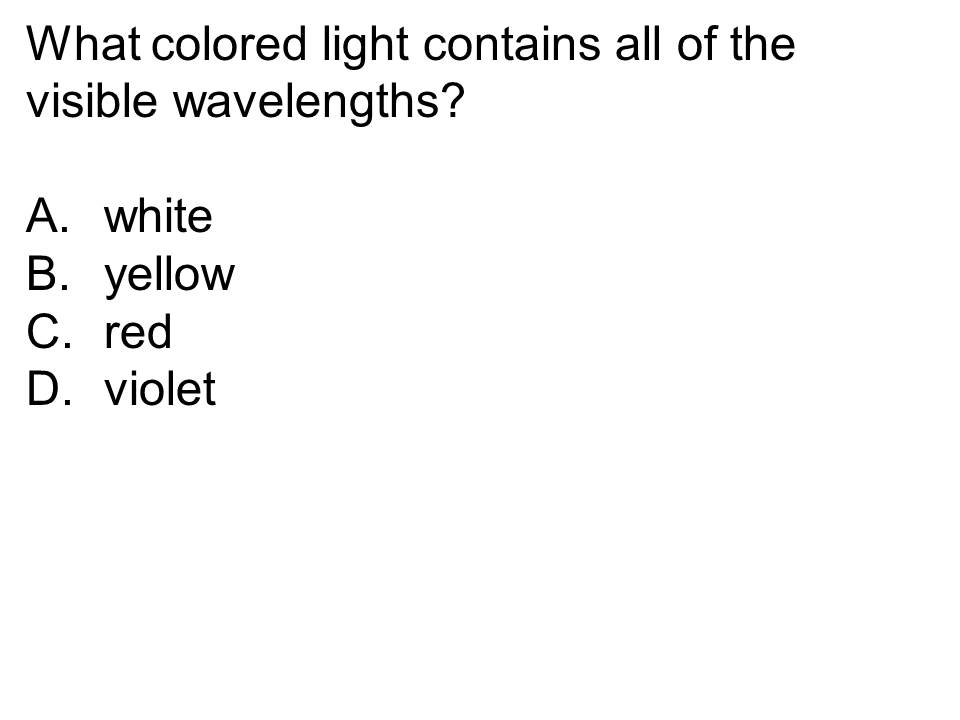 What colored light contains all of the
visible wavelengths?
A. white
B. yellow
C. red
D. violet